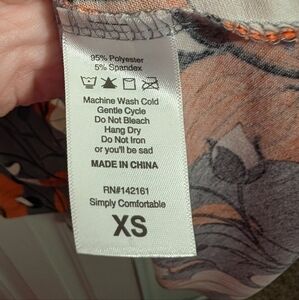 95% Polyester
5% Spandex
Machine Wash Cold
Gentle Cycle
Do Not Bleach
Hang Dry
Do Not Iron
or you'll be sad
MADE IN CHINA
RN#142161
Simply Comfortable
XS